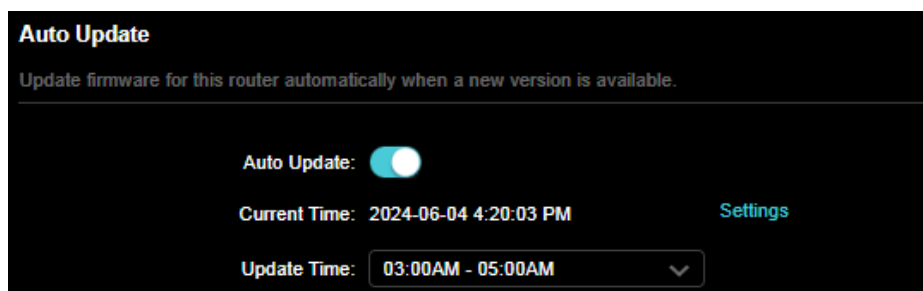 Auto Update
Update firmware for this router automatically when a new version is available.
Auto Update:
Current Time: 2024-06-04 4:20:03 PM Settings
Update Time: 03:00AM - 05:00AM